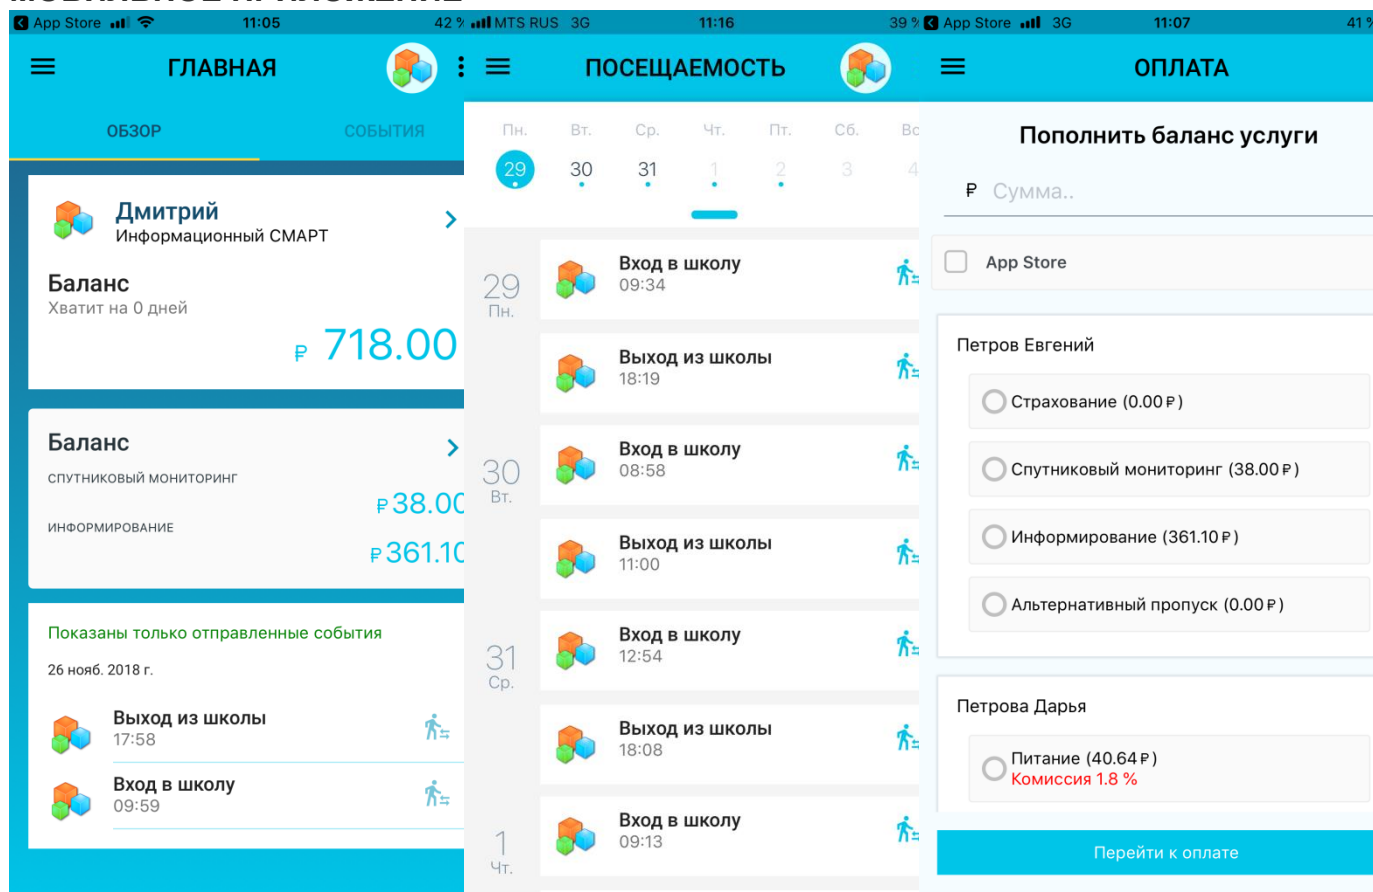 МОБИЛЬНОЕ ПРИЛОЖЕНИЕ
App Store 11:05 42 %
ГЛАВНАЯ
ОБЗОР СОБЫТИЯ
Дмитрий
Информационный СМАРТ
Баланс
Хватит на 0 дней
₽ 718.00
Баланс
СПУТНИКОВЫЙ МОНИТОРИНГ
₽38.00
ИНФОРМИРОВАНИЕ
₽361.10
Показаны только отправленные события
26 нояб. 2018 г.
Выход из школы
17:58
Вход в школу
09:59
MTS RUS 3G 11:16 39 %
ПОСЕЩАЕМОСТЬ
Пн. Вт. Ср. Чт. Пт. Сб. Вс
29 30 31 1 2 3 4
29
Пн.
Вход в школу
09:34
Выход из школы
18:19
30
Вт.
Вход в школу
08:58
Выход из школы
11:00
31
Ср.
Вход в школу
12:54
Выход из школы
18:08
1
Чт.
Вход в школу
09:13
App Store 3G 11:07 41 %
ОПЛАТА
Пополнить баланс услуги
₽ Сумма..
App Store
Петров Евгений
Страхование (0.00₽)
Спутниковый мониторинг (38.00₽)
Информирование (361.10₽)
Альтернативный пропуск (0.00₽)
Петрова Дарья
Питание (40.64₽)
Комиссия 1.8 %
Перейти к оплате